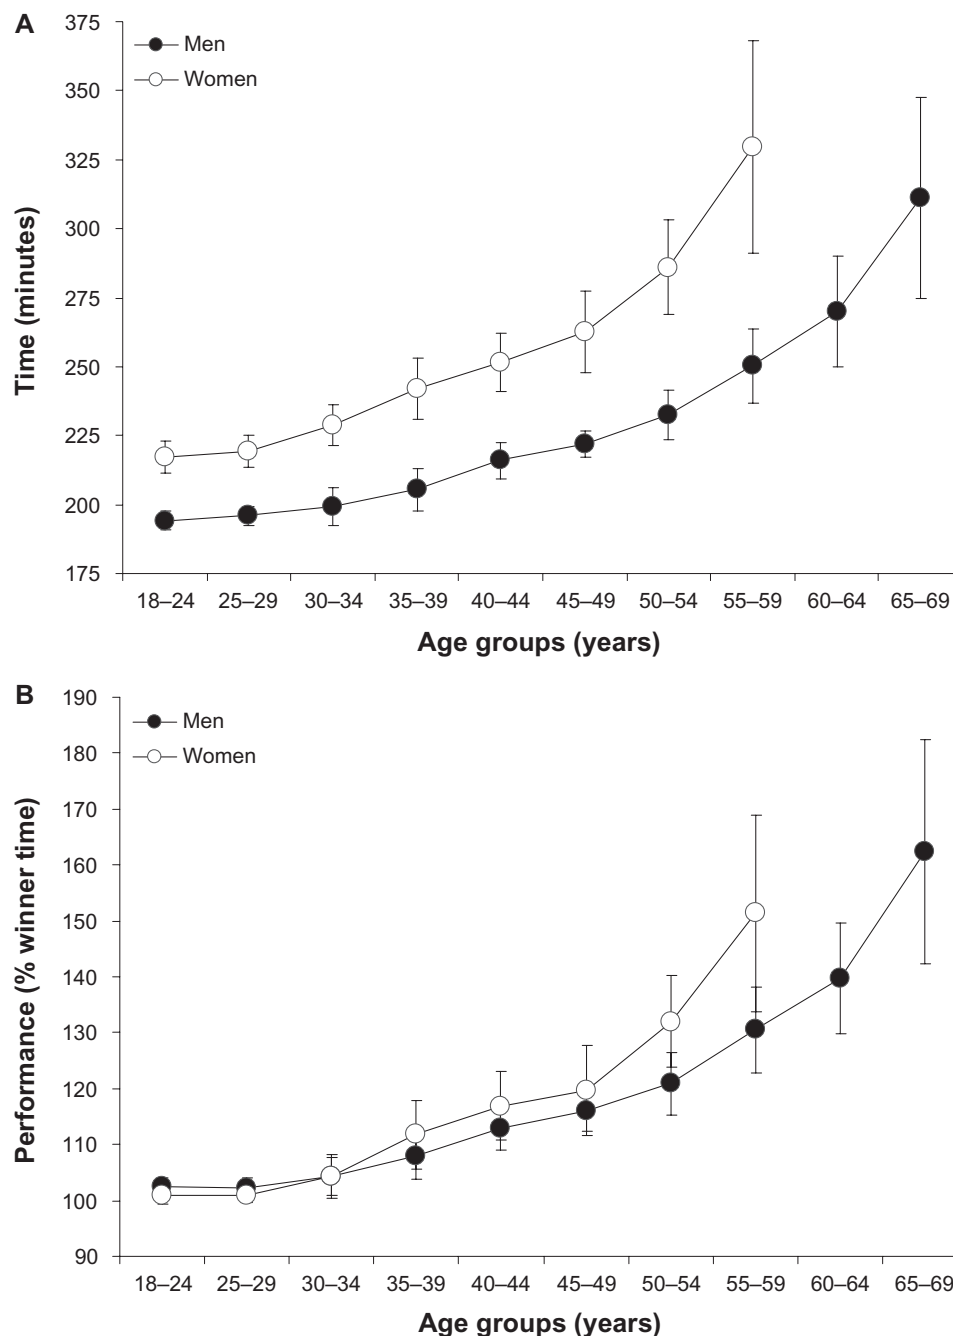 A
Men
Women
Time (minutes)
375
350
325
300
275
250
225
200
175
18–24 25–29 30–34 35–39 40–44 45–49 50–54 55–59 60–64 65–69
Age groups (years)
B
Men
Women
Performance (% winner time)
190
180
170
160
150
140
130
120
110
100
90
18–24 25–29 30–34 35–39 40–44 45–49 50–54 55–59 60–64 65–69
Age groups (years)